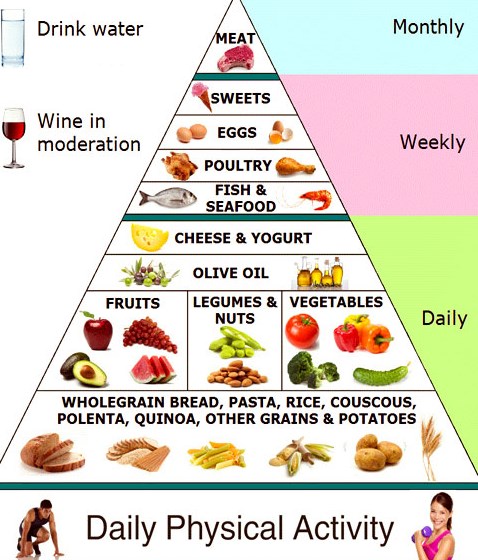 Drink water
Wine in
moderation
MEAT
Monthly
SWEETS
EGGS
POULTRY
FISH &
SEAFOOD
Weekly
CHEESE & YOGURT
OLIVE OIL
FRUITS
LEGUMES &
NUTS
VEGETABLES
Daily
WHOLEGRAIN BREAD, PASTA, RICE, COUSCOUS,
POLENTA, QUINOA, OTHER GRAINS & POTATOES
Daily Physical Activity